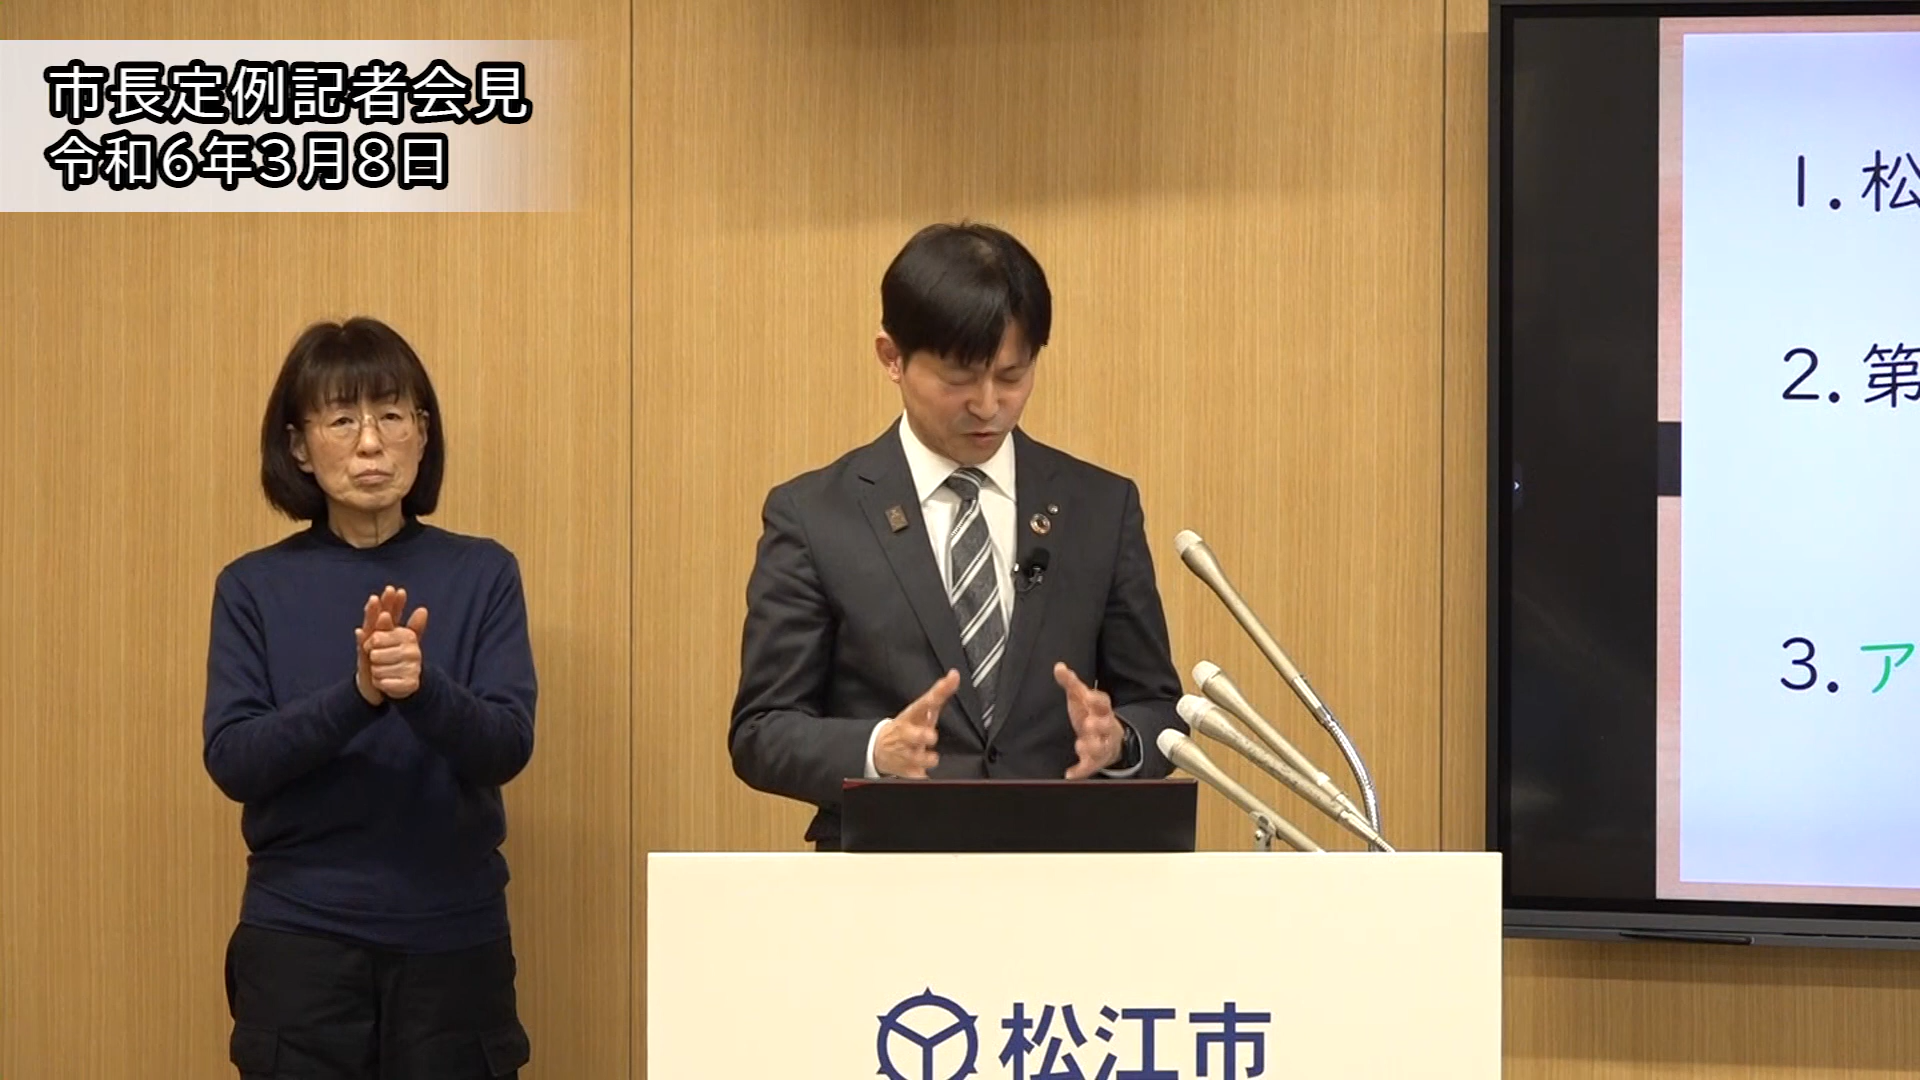 市長定例記者会見
令和6年3月8日
1. 松
2. 第
3. ア
松江市